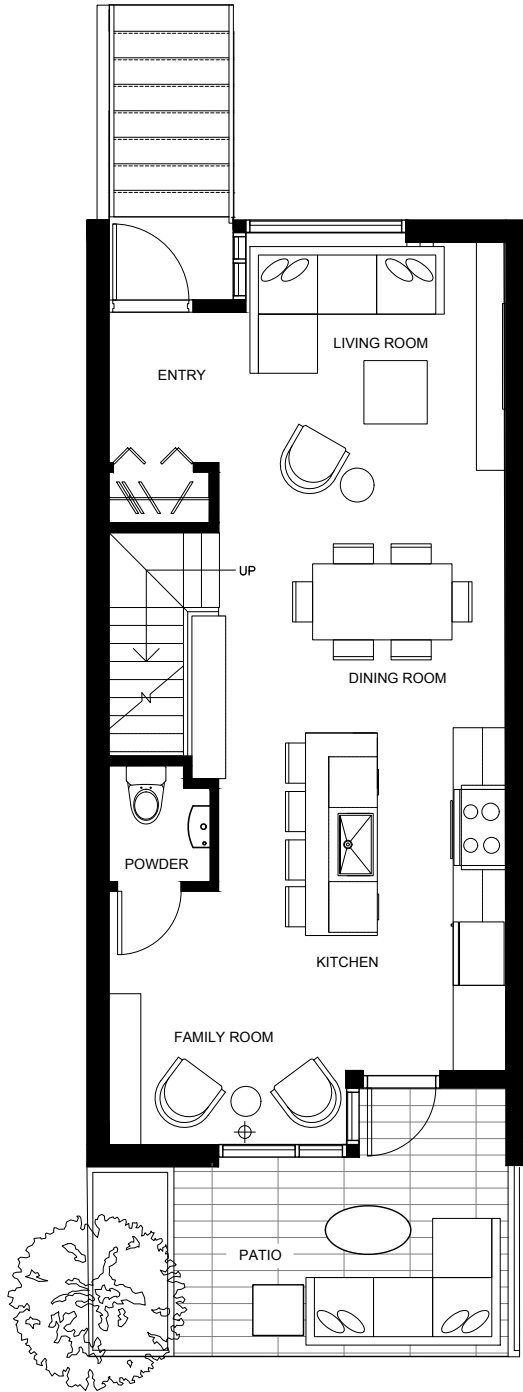 LIVING ROOM
ENTRY
UP
DINING ROOM
POWDER
KITCHEN
FAMILY ROOM
PATIO